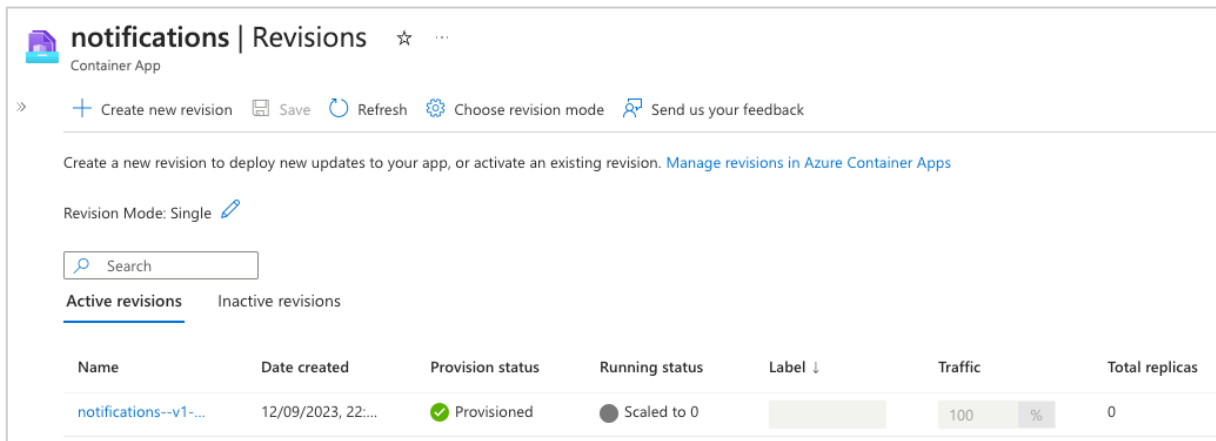 notifications | Revisions
Container App
Create new revision Save Refresh Choose revision mode Send us your feedback
Create a new revision to deploy new updates to your app, or activate an existing revision. Manage revisions in Azure Container Apps
Revision Mode: Single
Search
Active revisions Inactive revisions
Name Date created Provision status Running status Label ↓ Traffic Total replicas
notifications--v1-... 12/09/2023, 22:... Provisioned Scaled to 0 100 % 0